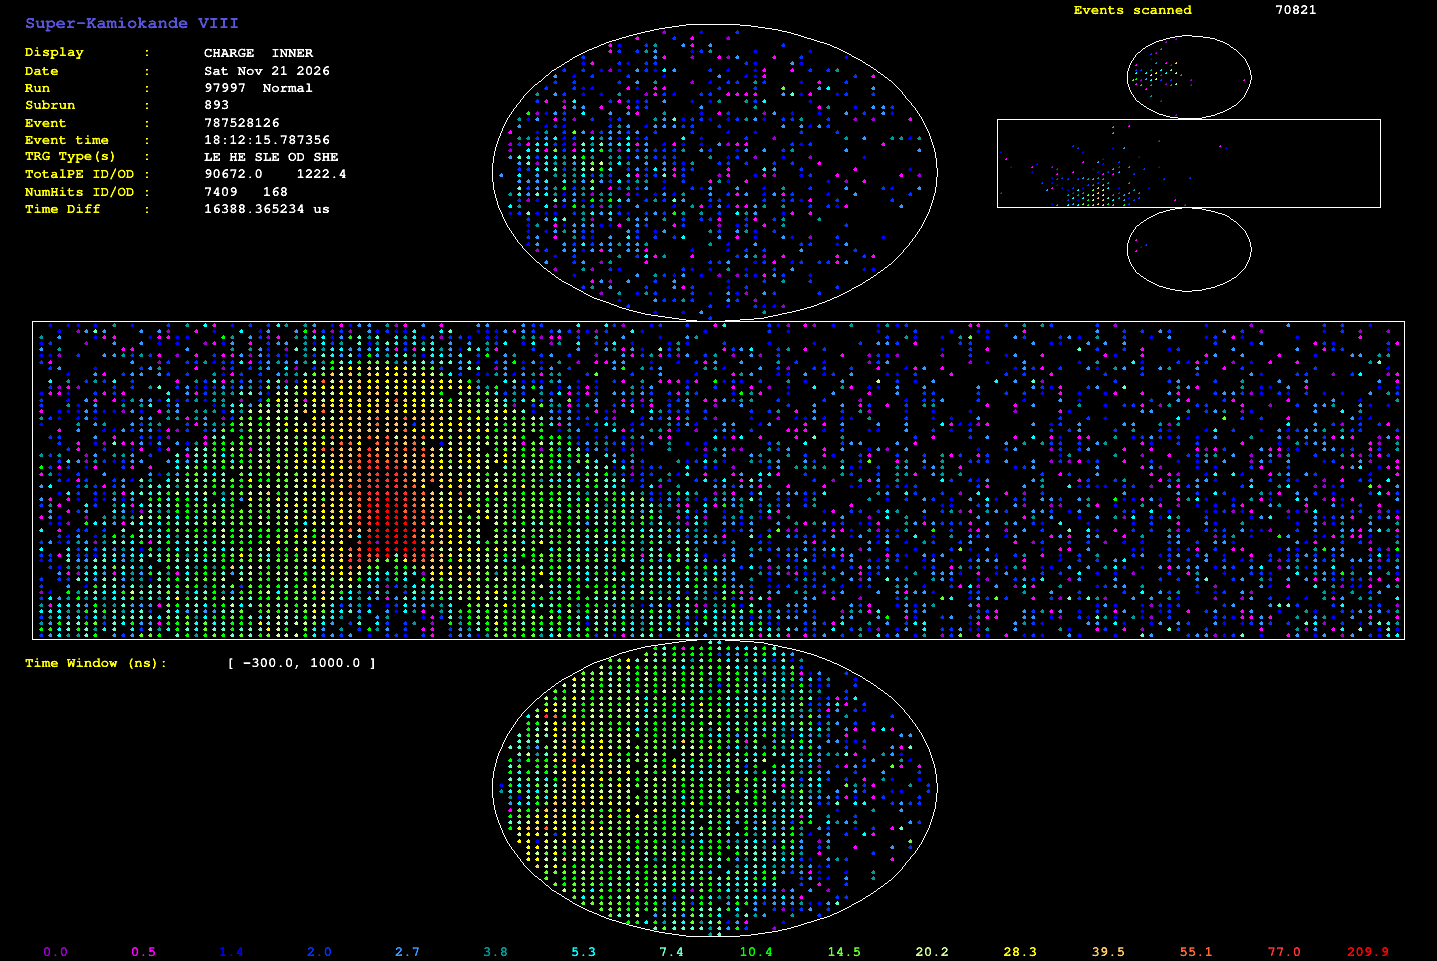 Super-Kamiokande VIII
Display : CHARGE INNER
Date : Sat Nov 21 2026
Run : 97997 Normal
Subrun : 893
Event : 787528126
Event time : 18:12:15.787356
TRG Type(s) : LE HE SLE OD SHE
TotalPE ID/OD : 90672.0 1222.4
NumHits ID/OD : 7409 168
Time Diff : 16388.365234 us
Events scanned 70821
Time Window (ns): [ -300.0, 1000.0 ]
0.0 0.5 1.4 2.0 2.7 3.8 5.3 7.4 10.4 14.5 20.2 28.3 39.5 55.1 77.0 209.9